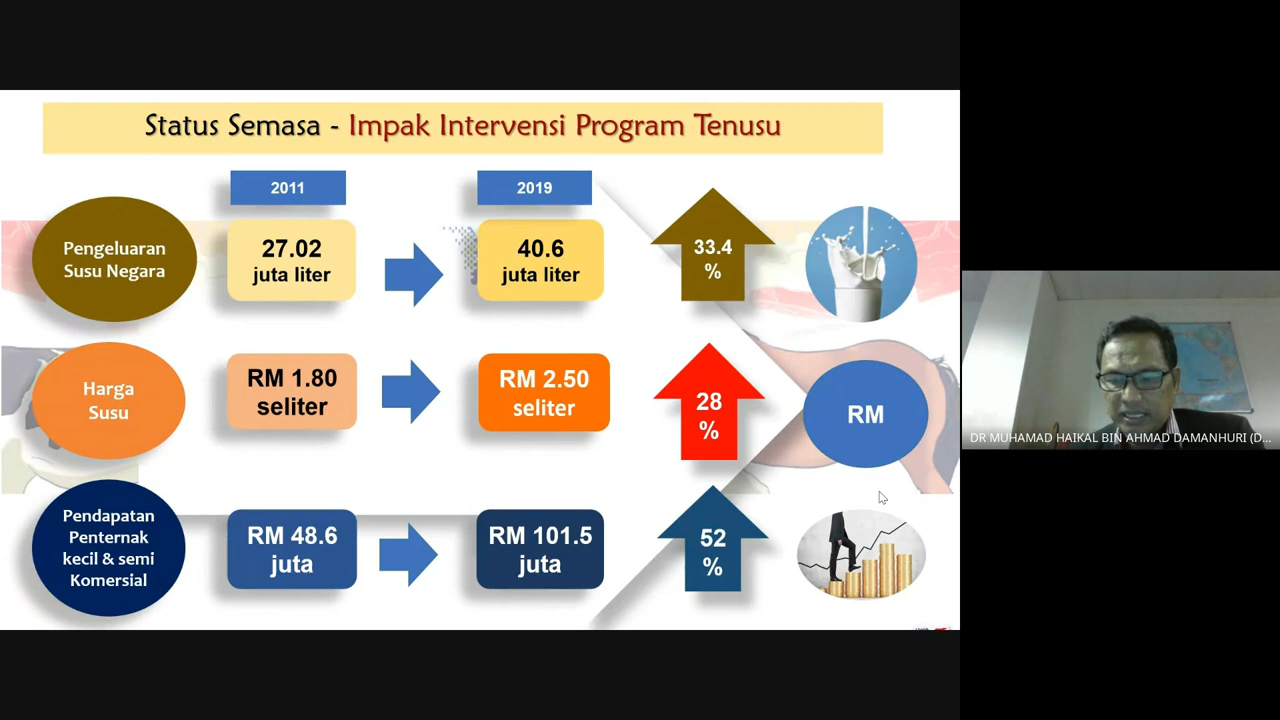 Status Semasa - Impak Intervensi Program Tenusu
2011
2019
Pengeluaran
Susu Negara
27.02
juta liter
40.6
juta liter
33.4
%
Harga
Susu
RM 1.80
seliter
RM 2.50
seliter
28
%
RM
Pendapatan
Penternak
kecil & semi
Komersial
RM 48.6
juta
RM 101.5
juta
52
%
DR MUHAMAD HAIKAL BIN AHMAD DAMANHURI (D...